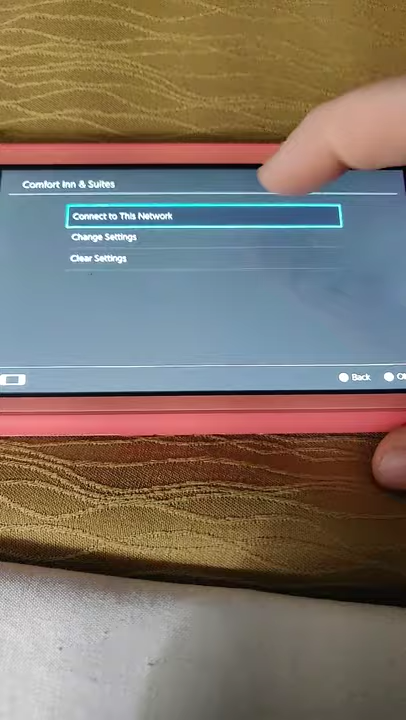 Comfort Inn & Suites
Connect to This Network
Change Settings
Clear Settings
Back